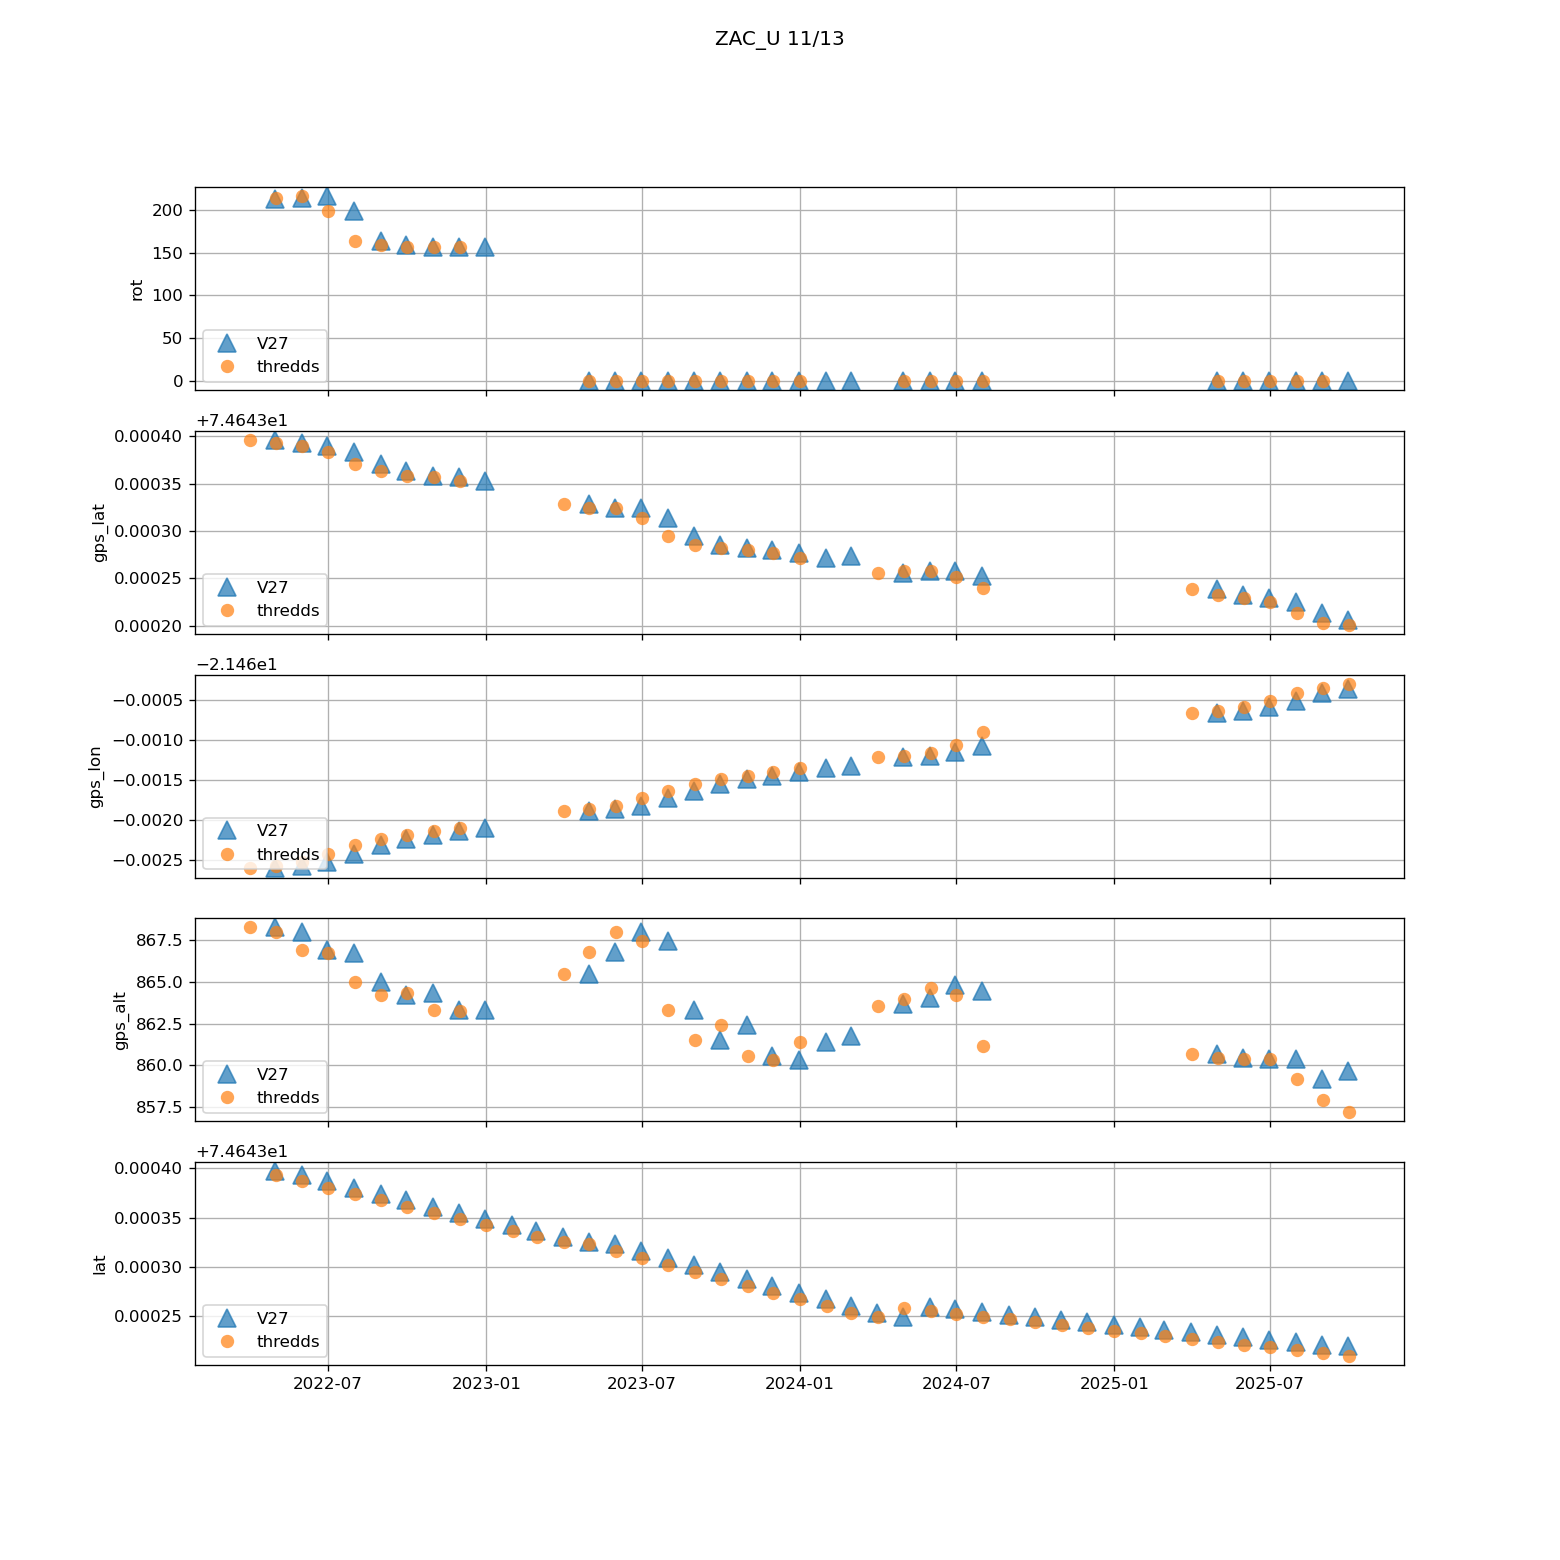 ZAC_U 11/13
200
150
100
50
0
rot
V27
thredds
+7.4643e1
0.00040
0.00035
0.00030
0.00025
0.00020
gps_lat
V27
thredds
−2.146e1
−0.0005
−0.0010
−0.0015
−0.0020
−0.0025
gps_lon
V27
thredds
867.5
865.0
862.5
860.0
857.5
gps_alt
V27
thredds
+7.4643e1
0.00040
0.00035
0.00030
0.00025
lat
V27
thredds
2022-07 2023-01 2023-07 2024-01 2024-07 2025-01 2025-07